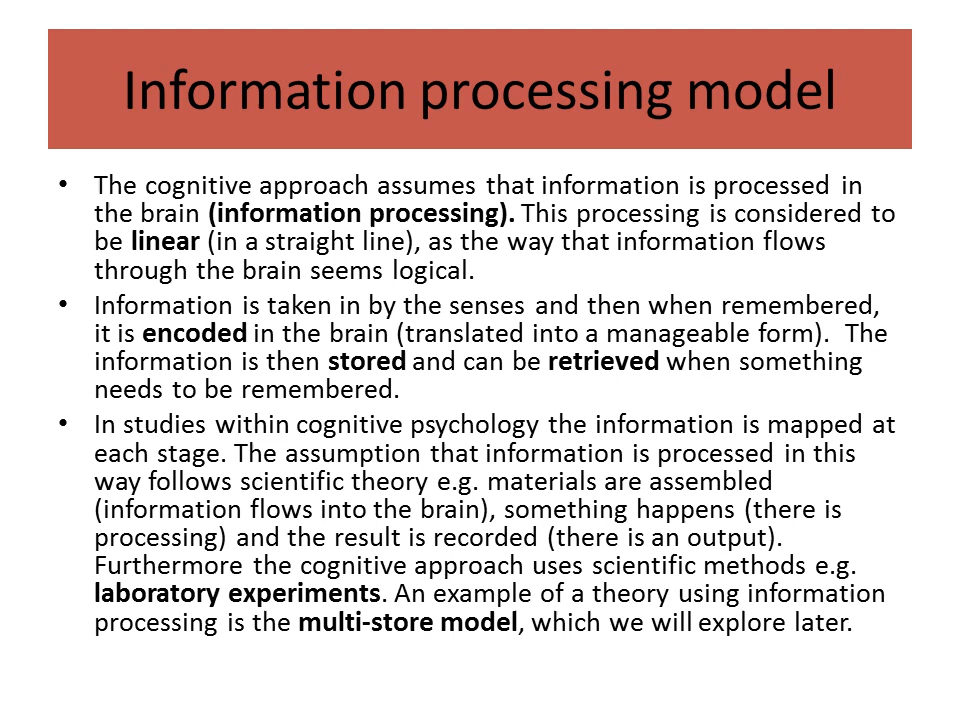 Information processing model
• The cognitive approach assumes that information is processed in
the brain (information processing). This processing is considered to
be linear (in a straight line), as the way that information flows
through the brain seems logical.
• Information is taken in by the senses and then when remembered,
it is encoded in the brain (translated into a manageable form).  The
information is then stored and can be retrieved when something
needs to be remembered.
• In studies within cognitive psychology the information is mapped at
each stage. The assumption that information is processed in this
way follows scientific theory e.g. materials are assembled
(information flows into the brain), something happens (there is
processing) and the result is recorded (there is an output).
Furthermore the cognitive approach uses scientific methods e.g.
laboratory experiments. An example of a theory using information
processing is the multi-store model, which we will explore later.